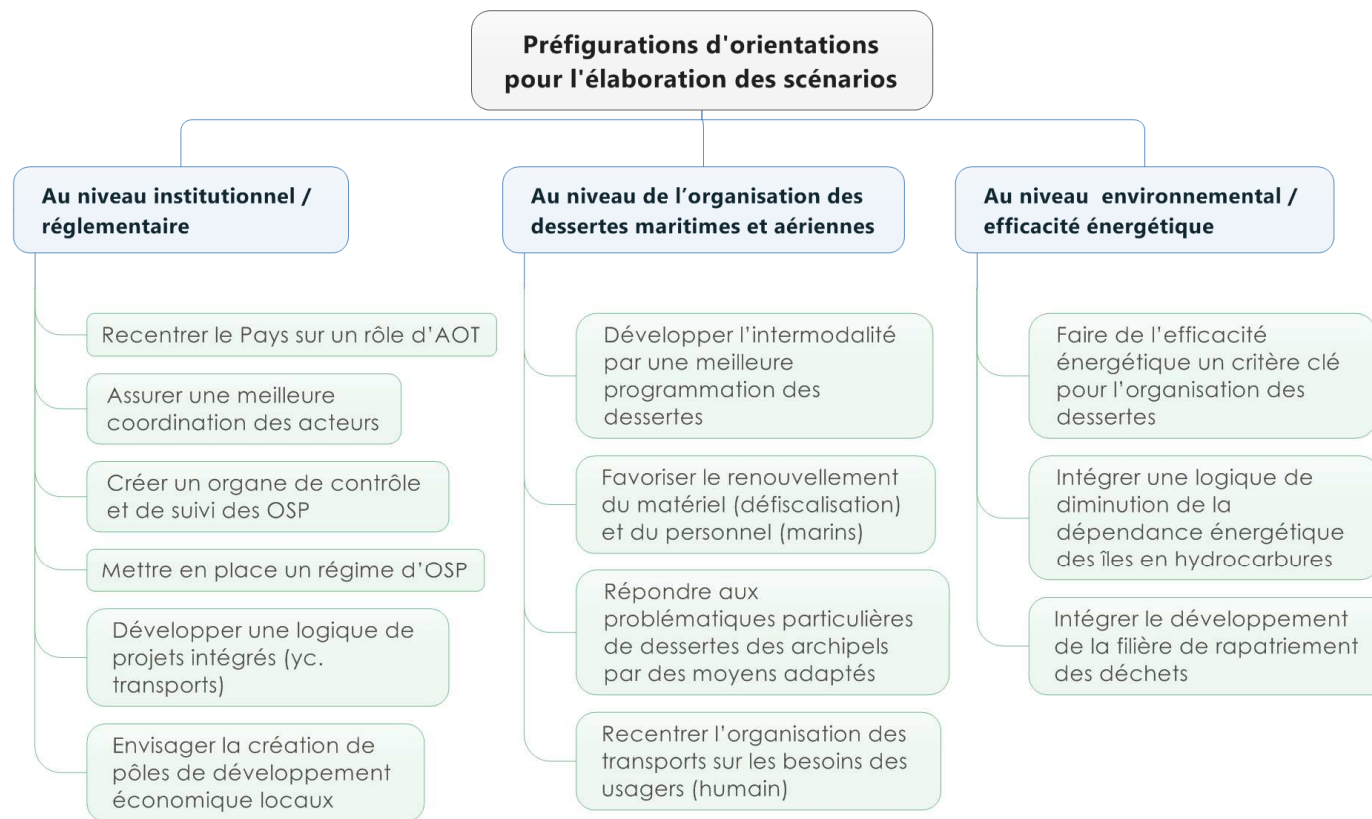 Préfigurations d'orientations
pour l'élaboration des scénarios
Au niveau institutionnel /
réglementaire
Recentrer le Pays sur un rôle d’AOT
Assurer une meilleure
coordination des acteurs
Créer un organe de contrôle
et de suivi des OSP
Mettre en place un régime d’OSP
Développer une logique de
projets intégrés (yc.
transports)
Envisager la création de
pôles de développement
économique locaux
Au niveau de l’organisation des
dessertes maritimes et aériennes
Développer l’intermodalité
par une meilleure
programmation des
dessertes
Favoriser le renouvellement
du matériel (défiscalisation)
et du personnel (marins)
Répondre aux
problématiques particulières
de dessertes des archipels
par des moyens adaptés
Recentrer l’organisation des
transports sur les besoins des
usagers (humain)
Au niveau environnemental /
efficacité énergétique
Faire de l’efficacité
énergétique un critère clé
pour l’organisation des
dessertes
Intégrer une logique de
diminution de la
dépendance énergétique
des îles en hydrocarbures
Intégrer le développement
de la filière de rapatriement
des déchets